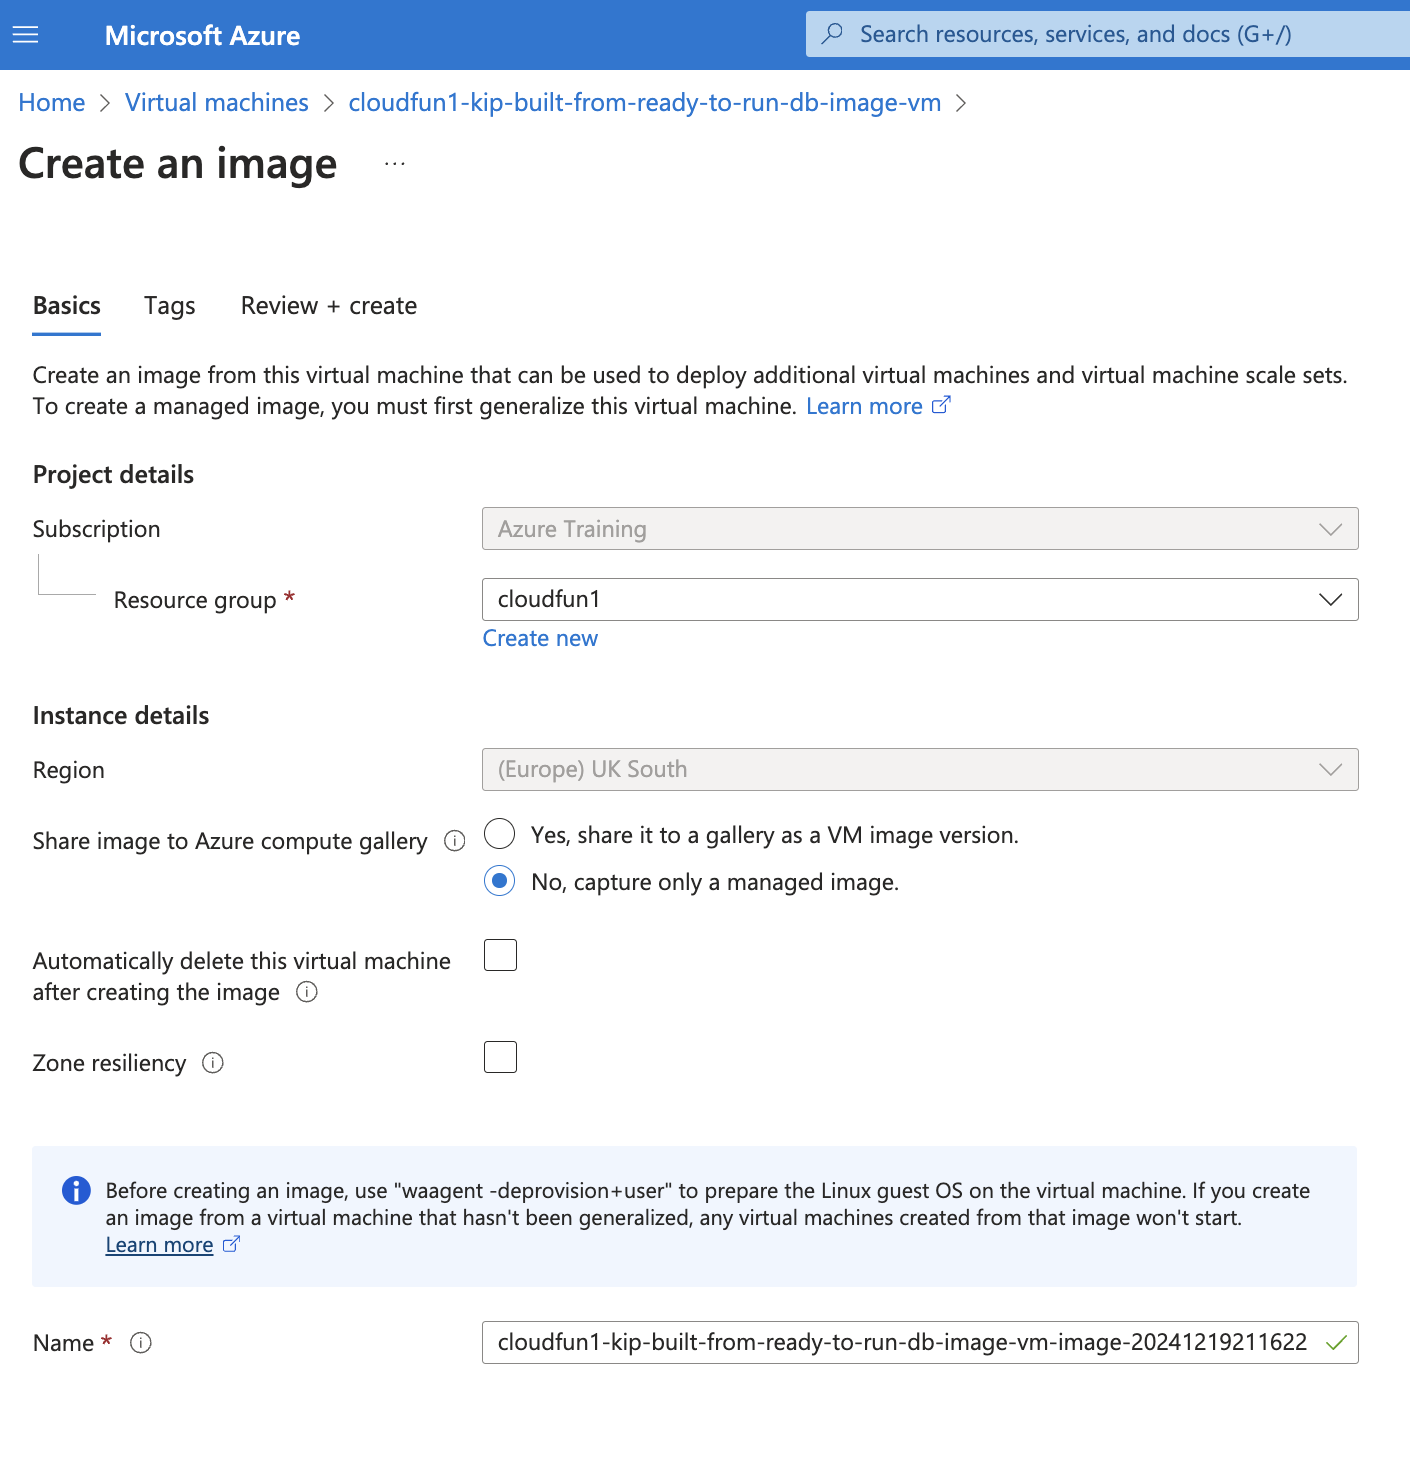 Microsoft Azure
Search resources, services, and docs (G+/)
Home > Virtual machines > cloudfun1-kip-built-from-ready-to-run-db-image-vm >
Create an image ...
Basics Tags Review + create
Create an image from this virtual machine that can be used to deploy additional virtual machines and virtual machine scale sets.
To create a managed image, you must first generalize this virtual machine. Learn more
Project details
Subscription
Azure Training
Resource group *
cloudfun1
Create new
Instance details
Region
(Europe) UK South
Share image to Azure compute gallery
Yes, share it to a gallery as a VM image version.
No, capture only a managed image.
Automatically delete this virtual machine
after creating the image
Zone resiliency
Before creating an image, use "waagent -deprovision+user" to prepare the Linux guest OS on the virtual machine. If you create
an image from a virtual machine that hasn't been generalized, any virtual machines created from that image won't start.
Learn more
Name *
cloudfun1-kip-built-from-ready-to-run-db-image-vm-image-20241219211622